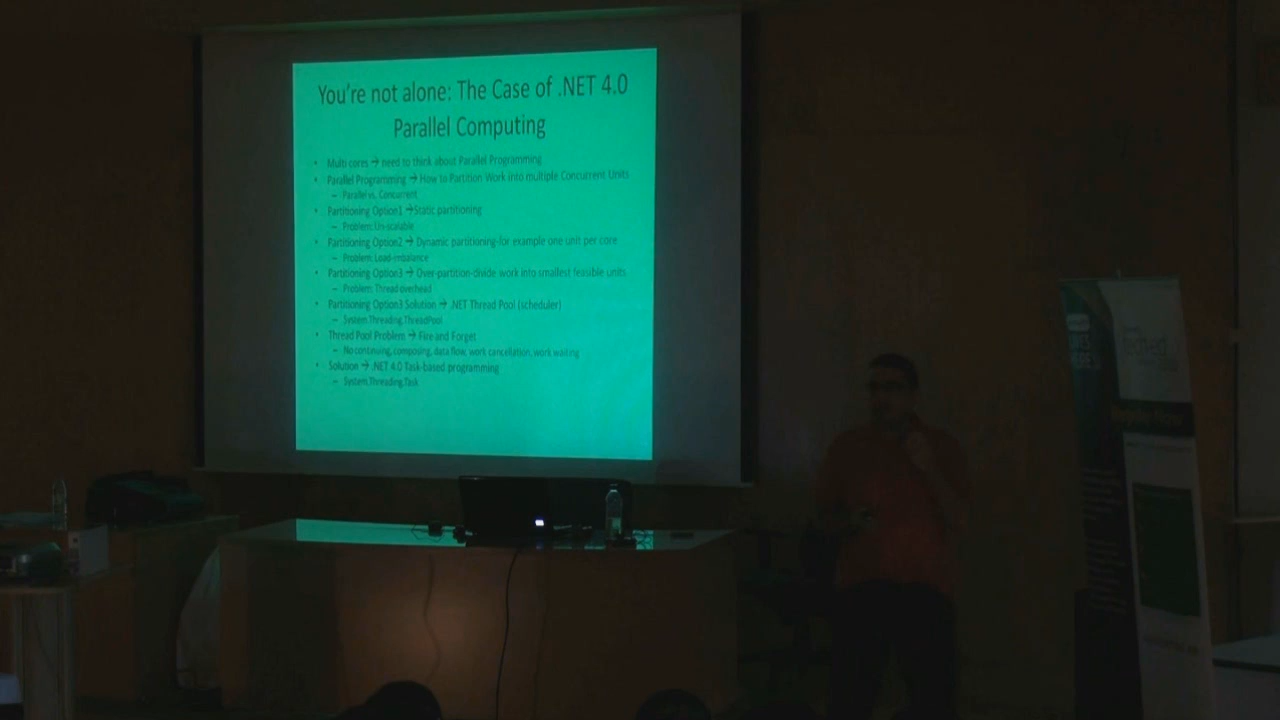 You're not alone: The Case of .NET 4.0
Parallel Computing
• Multi cores → need to think about Parallel Programming
• Parallel Programming → How to Partition Work into multiple Concurrent Units
– Parallel vs. Concurrent
• Partitioning Option1 →Static partitioning
– Problem: Un-scalable
• Partitioning Option2 → Dynamic partitioning-for example one unit per core
– Problem: Load-imbalance
• Partitioning Option3 → Over-partition-divide work into smallest feasible units
– Problem: Thread overhead
• Partitioning Option3 Solution → .NET Thread Pool (scheduler)
– System.Threading.ThreadPool
• Thread Pool Problem → Fire and Forget
– No continuing, composing, data flow, work cancellation, work waiting
• Solution → .NET 4.0 Task-based programming
– System.Threading.Task